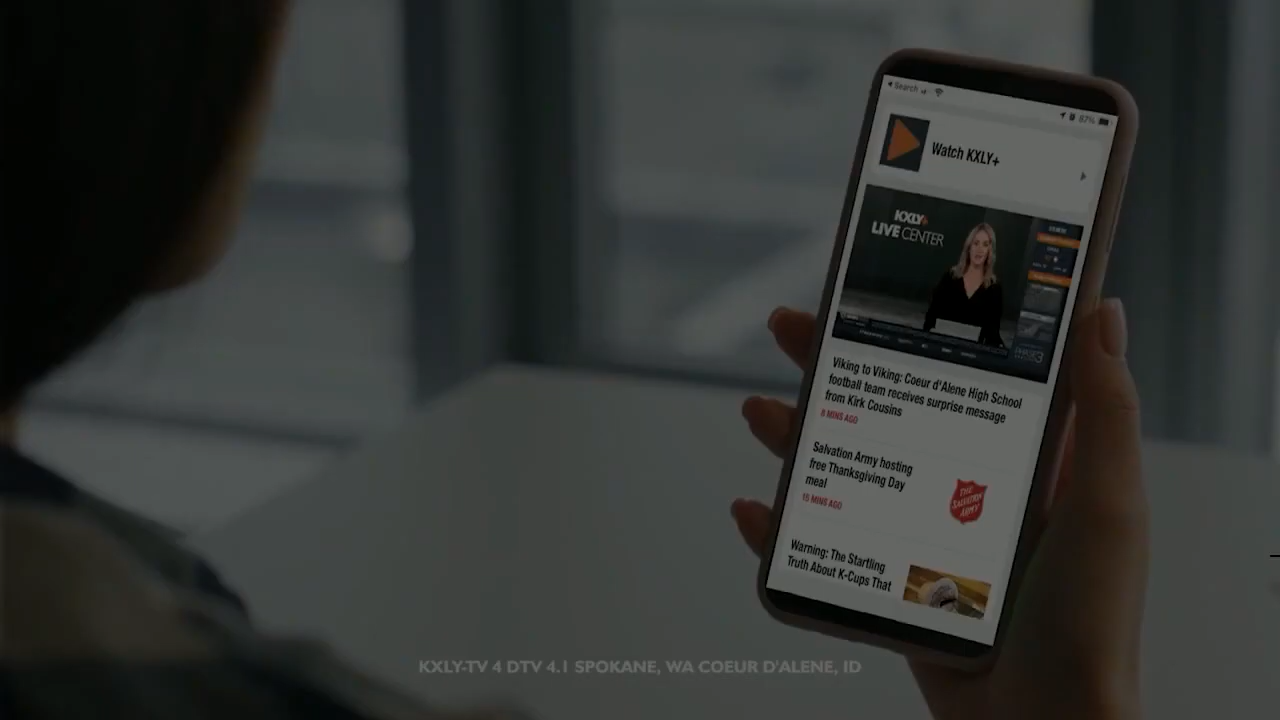 Search
87%
Watch KXLY+
KXLY+
LIVE CENTER
Viking to Viking: Coeur d'Alene High School
football team receives surprise message
from Kirk Cousins
8 MINS AGO
Salvation Army hosting
free Thanksgiving Day
meal
15 MINS AGO
THE
SALVATION
ARMY
Warning: The Startling
Truth About K-Cups That
KXLY-TV 4 DTV 4.1 SPOKANE, WA COEUR D'ALENE, ID